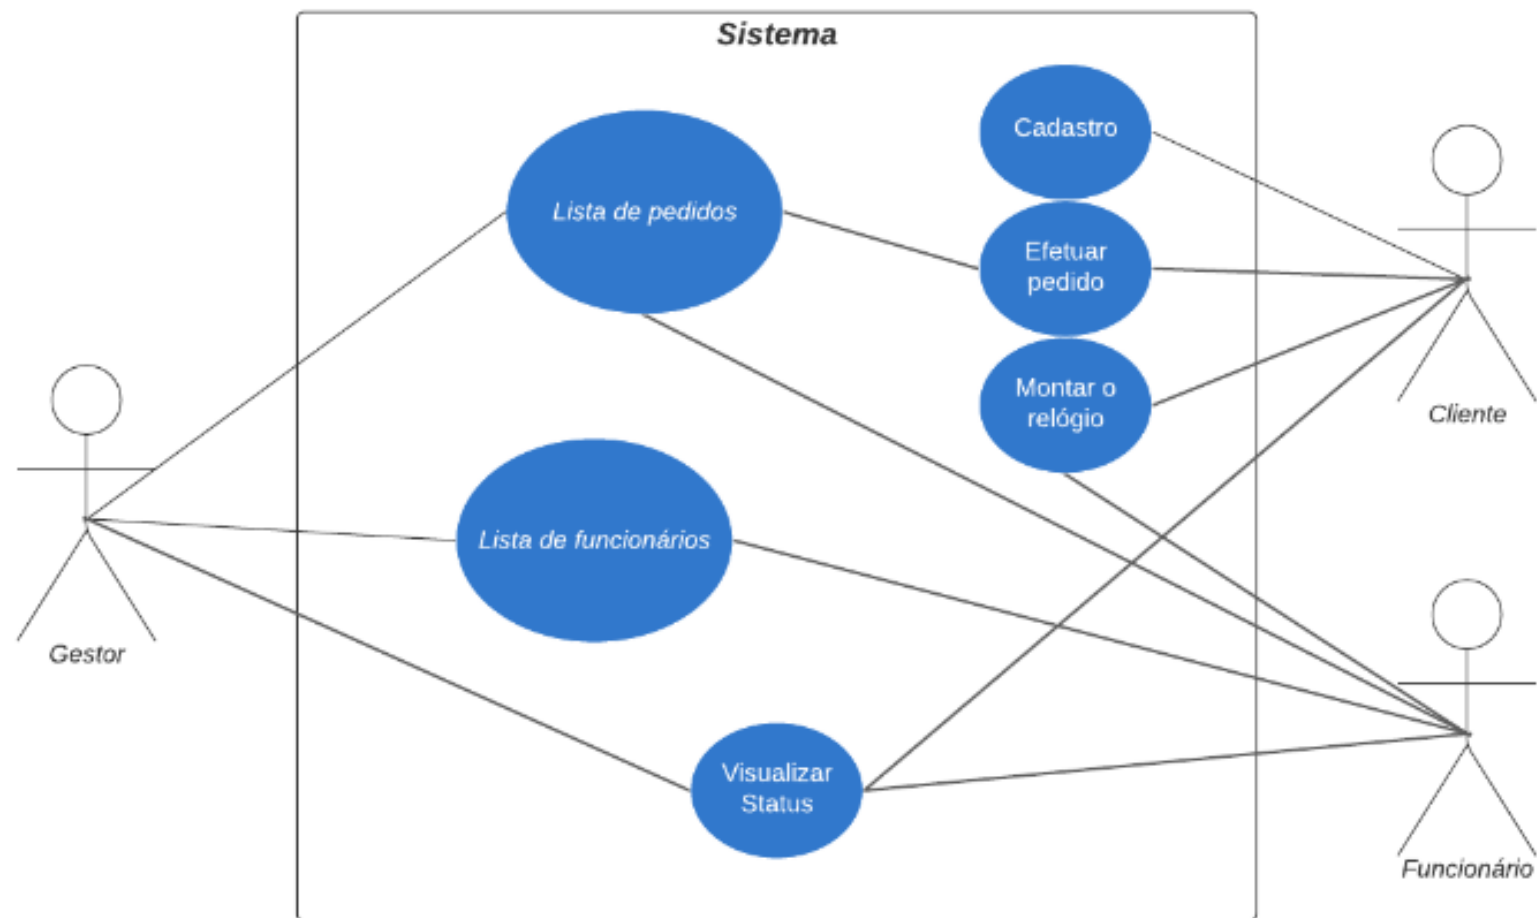 Sistema
Cadastro
Lista de pedidos
Efetuar
pedido
Montar o
relógio
Cliente
Lista de funcionários
Gestor
Visualizar
Status
Funcionário